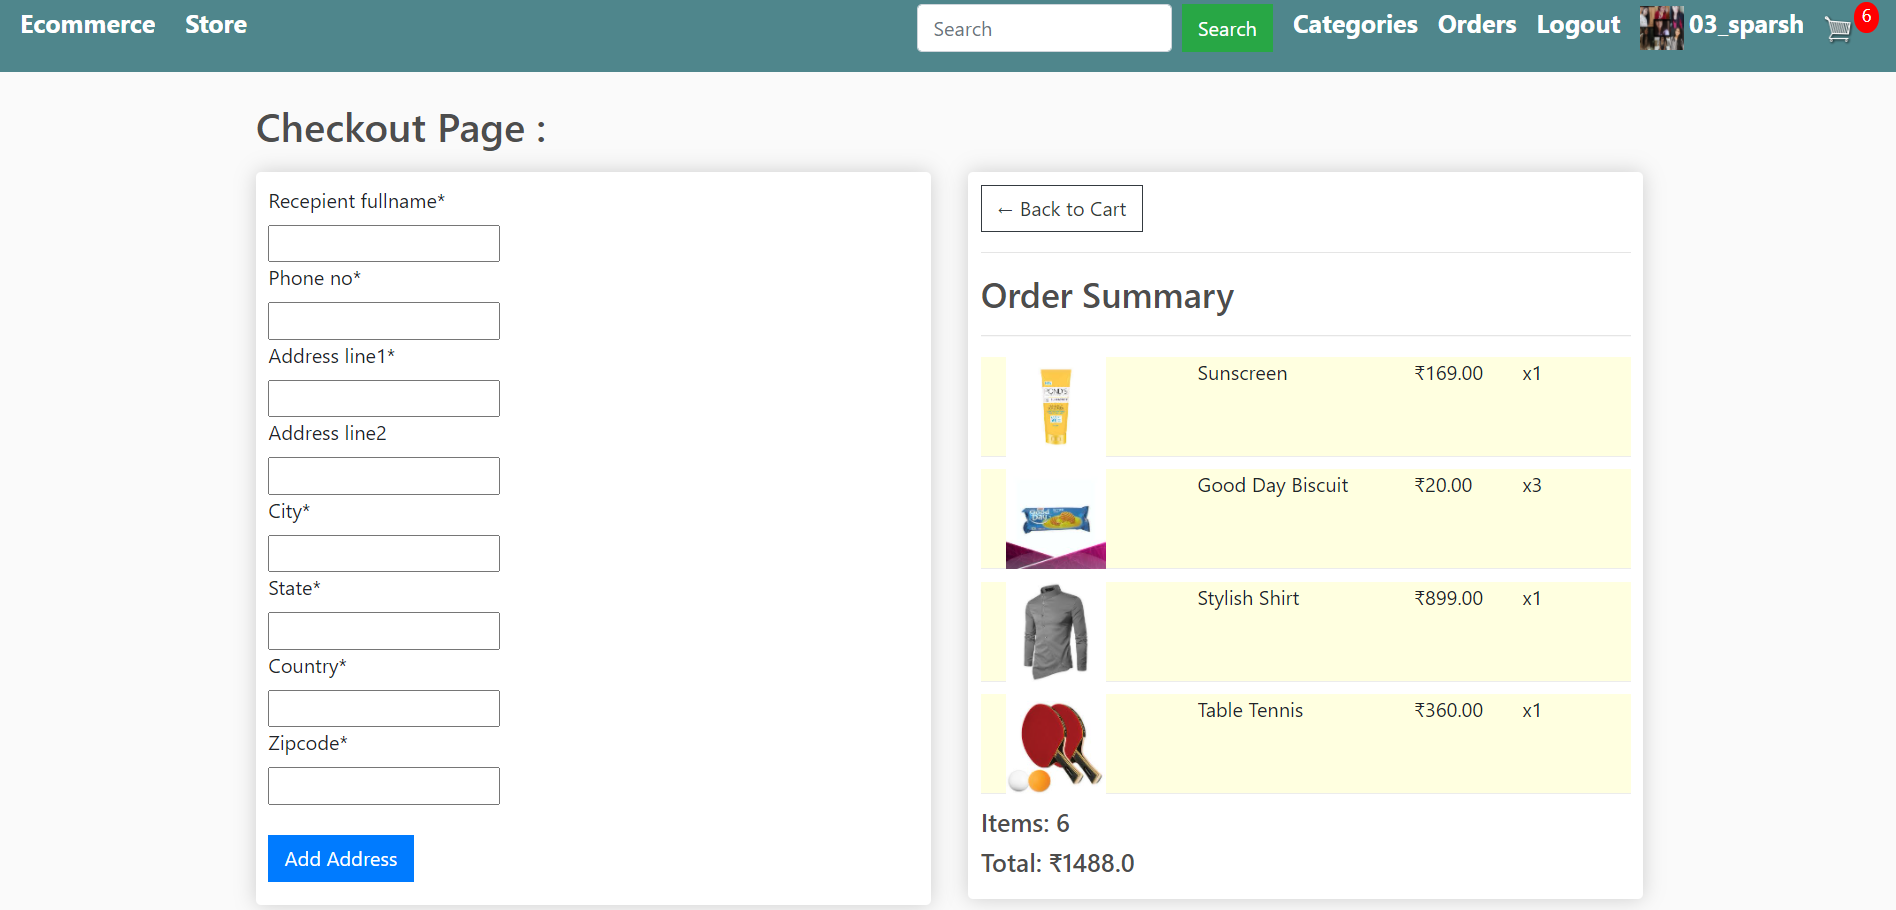 Ecommerce Store Search Search Categories Orders Logout 03_sparsh 6
Checkout Page :
Recepient fullname*
Phone no*
Address line1*
Address line2
City*
State*
Country*
Zipcode*
Add Address
← Back to Cart
Order Summary
Sunscreen ₹169.00 x1
Good Day Biscuit ₹20.00 x3
Stylish Shirt ₹899.00 x1
Table Tennis ₹360.00 x1
Items: 6
Total: ₹1488.0